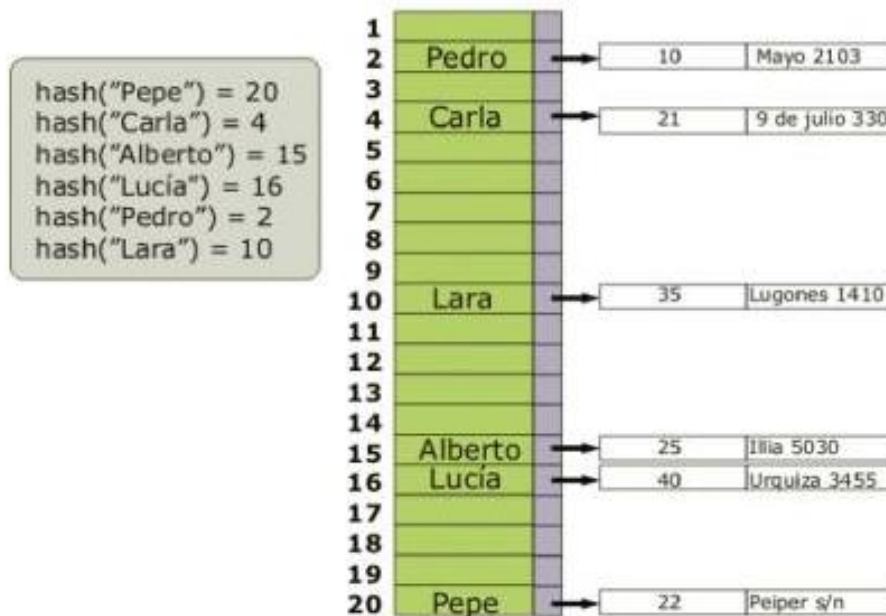 hash("Pepe") = 20
hash("Carla") = 4
hash("Alberto") = 15
hash("Lucía") = 16
hash("Pedro") = 2
hash("Lara") = 10
1
2 Pedro 10 Mayo 2103
3
4 Carla 21 9 de julio 330
5
6
7
8
9
10 Lara 35 Lugones 1410
11
12
13
14
15 Alberto 25 Illia 5030
16 Lucía 40 Urquiza 3455
17
18
19
20 Pepe 22 Peiper s/n